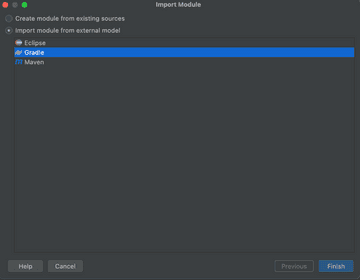 Import Module
Create module from existing sources
Import module from external model
Eclipse
Gradle
Maven
Help
Cancel
Previous
Finish